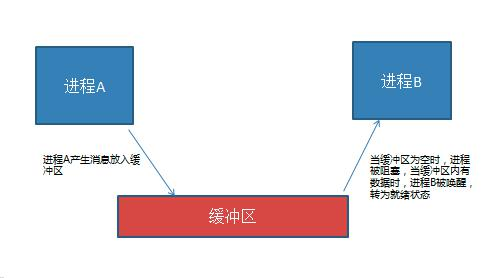 进程A
进程B
进程A产生消息放入缓
冲区
当缓冲区为空时，进程
被阻塞，当缓冲区内有
数据时，进程B被唤醒，
转为就绪状态
缓冲区